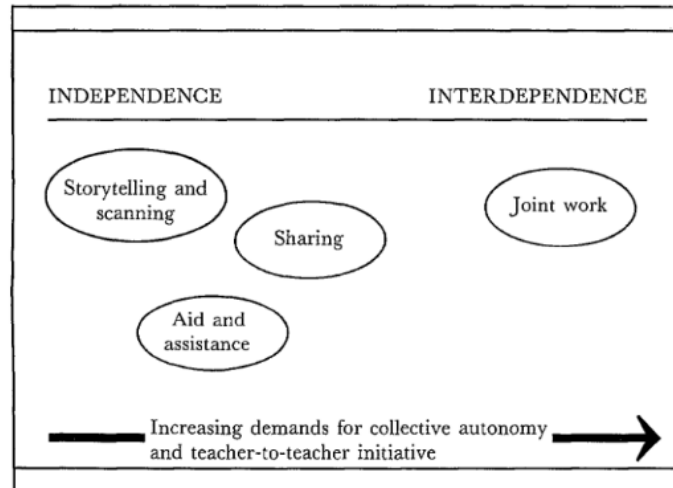 INDEPENDENCE
INTERDEPENDENCE
Storytelling and
scanning
Sharing
Joint work
Aid and
assistance
Increasing demands for collective autonomy
and teacher-to-teacher initiative